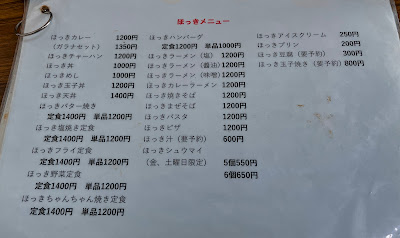 ほっきメニュー
ほっきカレー 1200円
(ガラナセット) 1350円
ほっきチャーハン 1200円
ほっき丼 1000円
ほっきめし 1000円
ほっき玉子丼 1200円
ほっき天丼 1400円
ほっきバター焼き
定食1400円 単品1200円
ほっき塩焼き定食
定食1400円 単品1200円
ほっきフライ定食
定食1400円 単品1200円
ほっき野菜定食
定食1400円 単品1200円
ほっきちゃんちゃん焼き定食
定食1400円 単品1200円
ほっきハンバーグ
定食1200円 単品1000円
ほっきラーメン(塩) 1200円
ほっきラーメン(醤油) 1200円
ほっきラーメン(味噌) 1200円
ほっきカレーラーメン 1200円
ほっき焼きそば 1200円
ほっきまぜそば 1200円
ほっきパスタ 1200円
ほっきピザ 1200円
ほっき汁(要予約) 600円
ほっきシュウマイ
(金、土曜日限定) 5個550円
6個650円
ほっきアイスクリーム 250円
ほっきプリン 200円
ほっき豆腐(要予約) 300円
ほっき玉子焼き(要予約) 800円